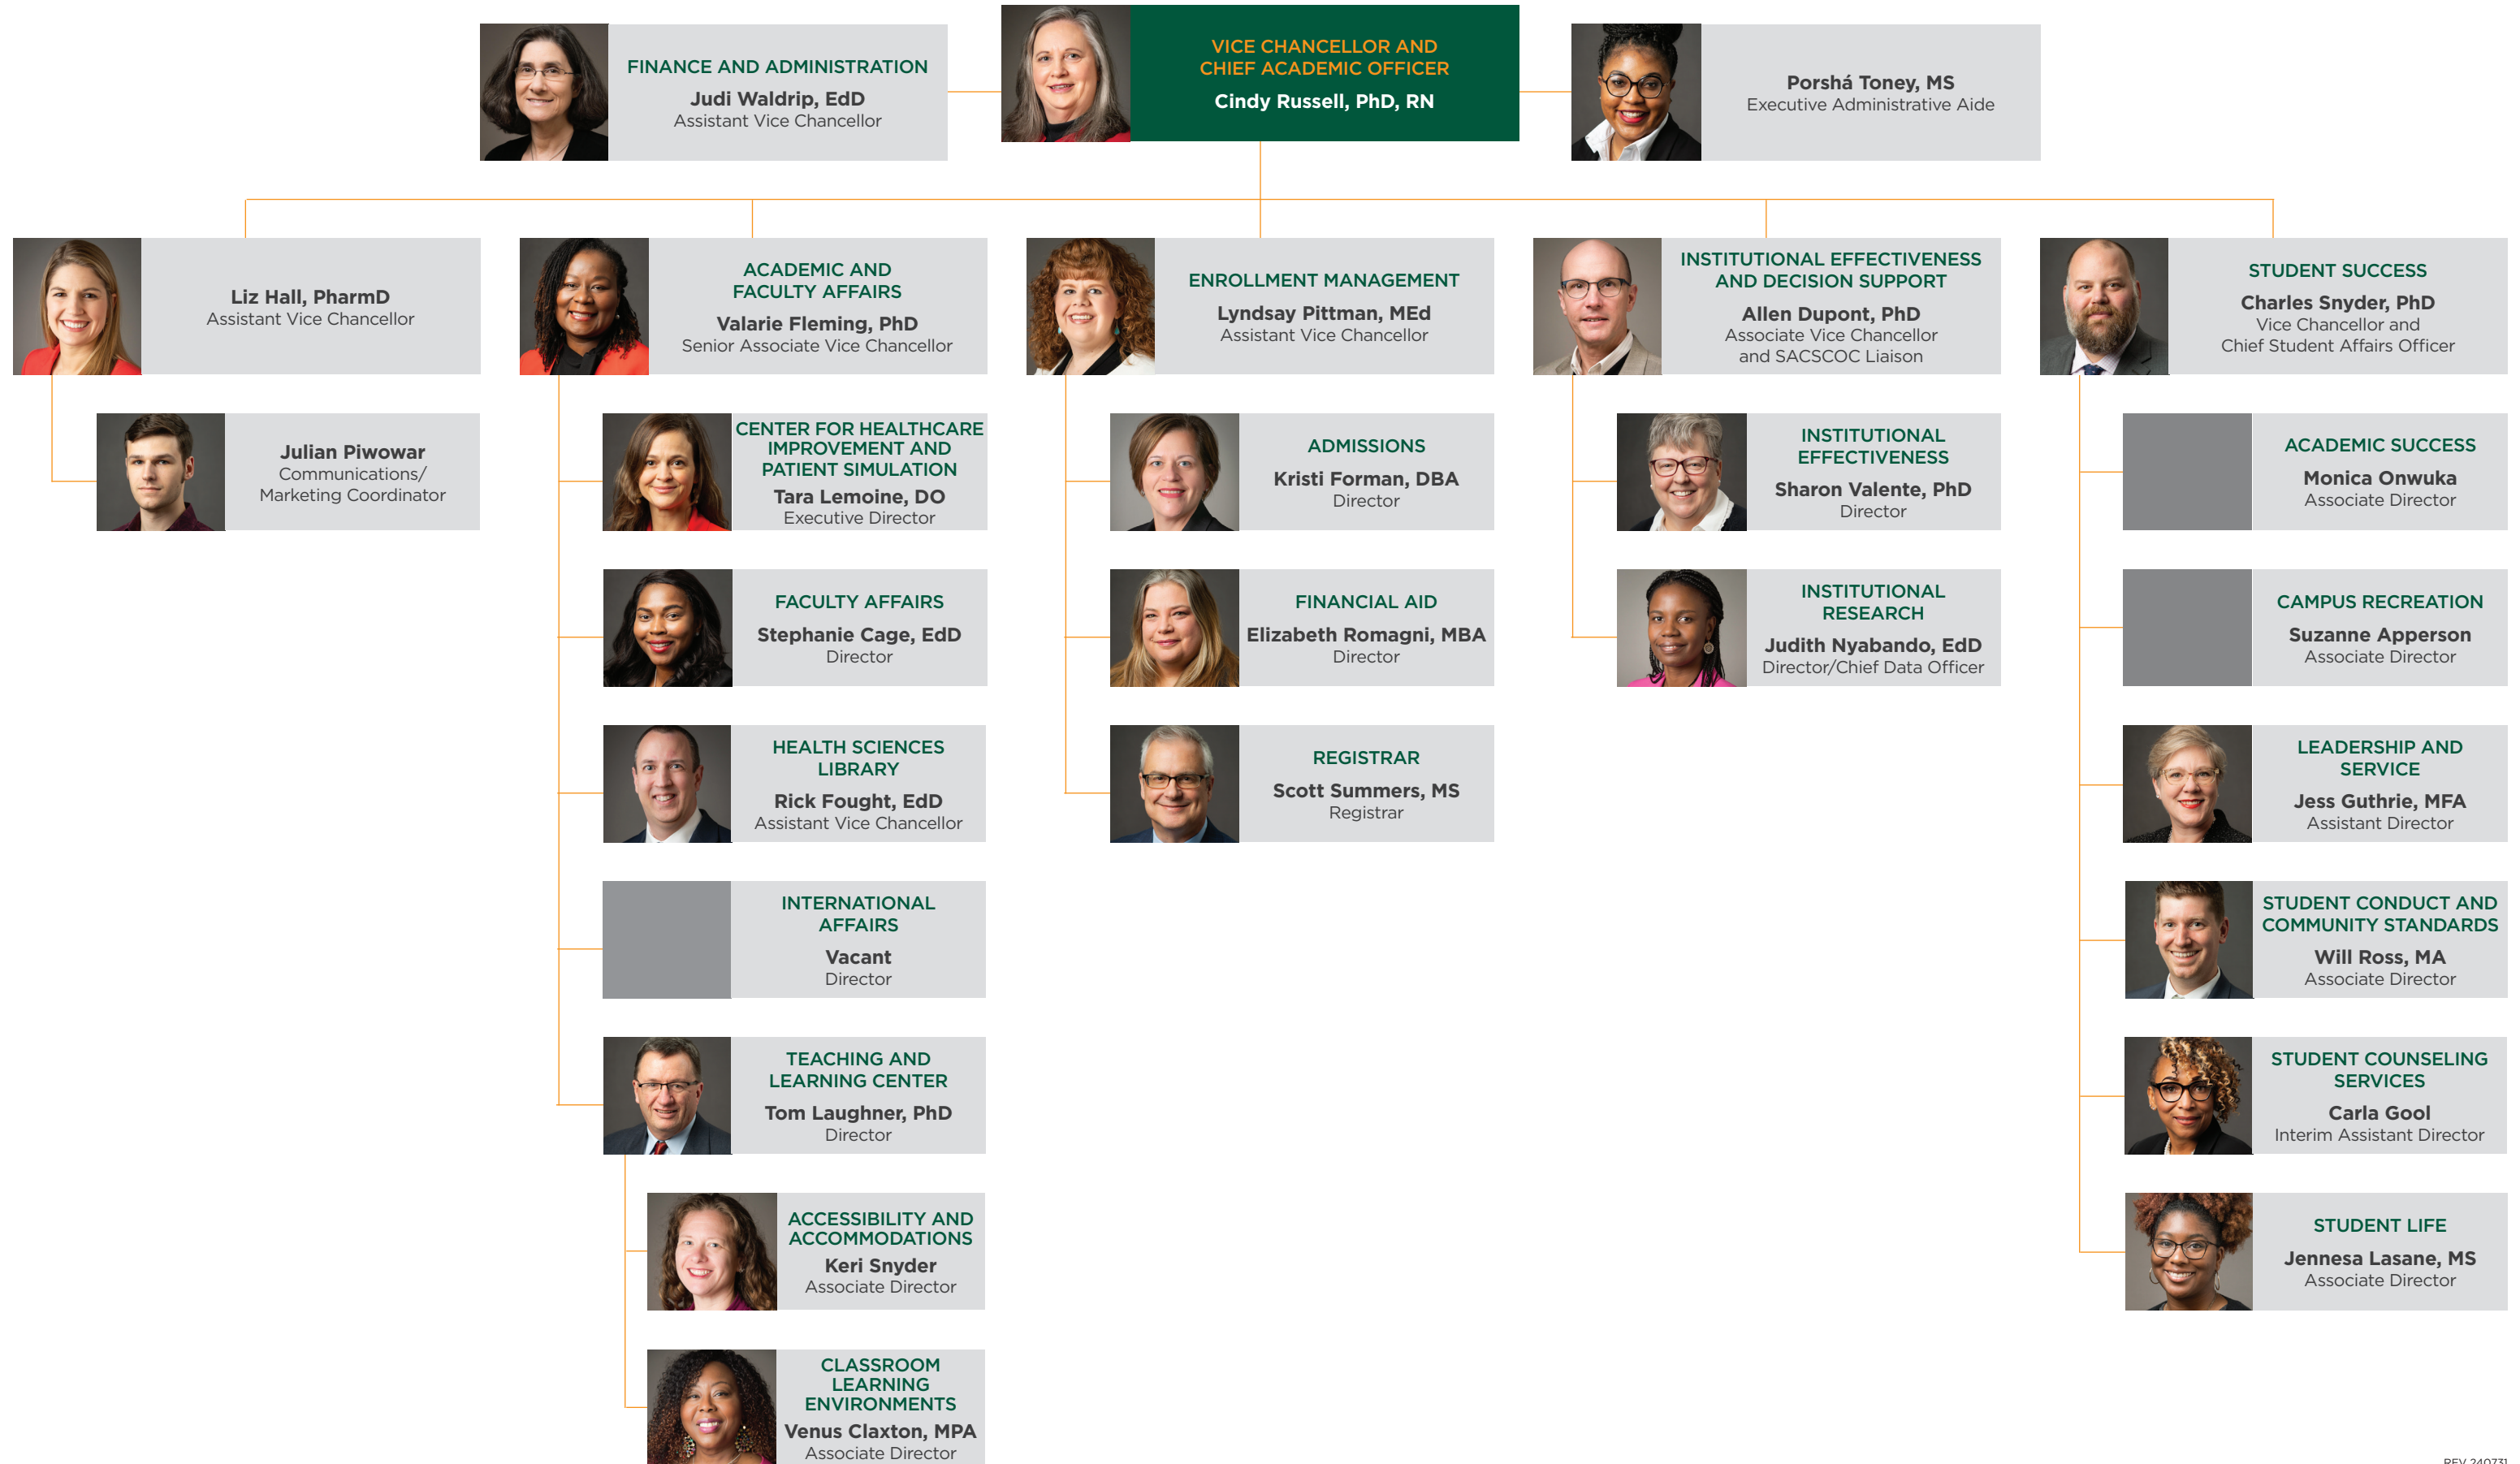 FINANCE AND ADMINISTRATION
Judi Waldrip, EdD
Assistant Vice Chancellor
VICE CHANCELLOR AND
CHIEF ACADEMIC OFFICER
Cindy Russell, PhD, RN
Porshá Toney, MS
Executive Administrative Aide
Liz Hall, PharmD
Assistant Vice Chancellor
Julian Piwowar
Communications/
Marketing Coordinator
ACADEMIC AND
FACULTY AFFAIRS
Valarie Fleming, PhD
Senior Associate Vice Chancellor
CENTER FOR HEALTHCARE
IMPROVEMENT AND
PATIENT SIMULATION
Tara Lemoine, DO
Executive Director
FACULTY AFFAIRS
Stephanie Cage, EdD
Director
HEALTH SCIENCES
LIBRARY
Rick Fought, EdD
Assistant Vice Chancellor
INTERNATIONAL
AFFAIRS
Vacant
Director
TEACHING AND
LEARNING CENTER
Tom Laughner, PhD
Director
ACCESSIBILITY AND
ACCOMMODATIONS
Keri Snyder
Associate Director
CLASSROOM
LEARNING
ENVIRONMENTS
Venus Claxton, MPA
Associate Director
ENROLLMENT MANAGEMENT
Lyndsay Pittman, MEd
Assistant Vice Chancellor
ADMISSIONS
Kristi Forman, DBA
Director
FINANCIAL AID
Elizabeth Romagni, MBA
Director
REGISTRAR
Scott Summers, MS
Registrar
INSTITUTIONAL EFFECTIVENESS
AND DECISION SUPPORT
Allen Dupont, PhD
Associate Vice Chancellor
and SACSCOC Liaison
INSTITUTIONAL
EFFECTIVENESS
Sharon Valente, PhD
Director
INSTITUTIONAL
RESEARCH
Judith Nyabando, EdD
Director/Chief Data Officer
STUDENT SUCCESS
Charles Snyder, PhD
Vice Chancellor and
Chief Student Affairs Officer
ACADEMIC SUCCESS
Monica Onwuka
Associate Director
CAMPUS RECREATION
Suzanne Apperson
Associate Director
LEADERSHIP AND
SERVICE
Jess Guthrie, MFA
Assistant Director
STUDENT CONDUCT AND
COMMUNITY STANDARDS
Will Ross, MA
Associate Director
STUDENT COUNSELING
SERVICES
Carla Gool
Interim Assistant Director
STUDENT LIFE
Jennesa Lasane, MS
Associate Director
REV 240731